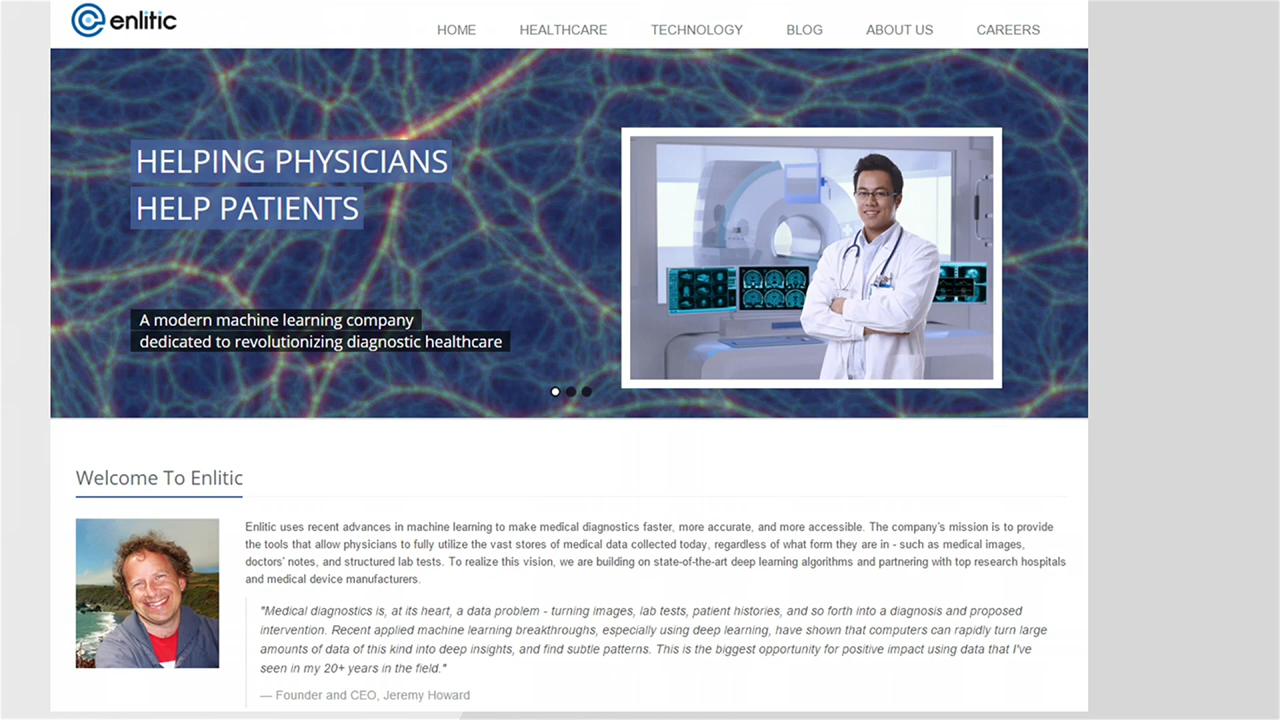 enlitic
HOME HEALTHCARE TECHNOLOGY BLOG ABOUT US CAREERS
HELPING PHYSICIANS
HELP PATIENTS
A modern machine learning company
dedicated to revolutionizing diagnostic healthcare
Welcome To Enlitic
Enlitic uses recent advances in machine learning to make medical diagnostics faster, more accurate, and more accessible. The company's mission is to provide
the tools that allow physicians to fully utilize the vast stores of medical data collected today, regardless of what form they are in - such as medical images,
doctors' notes, and structured lab tests. To realize this vision, we are building on state-of-the-art deep learning algorithms and partnering with top research hospitals
and medical device manufacturers.
"Medical diagnostics is, at its heart, a data problem - turning images, lab tests, patient histories, and so forth into a diagnosis and proposed
intervention. Recent applied machine learning breakthroughs, especially using deep learning, have shown that computers can rapidly turn large
amounts of data of this kind into deep insights, and find subtle patterns. This is the biggest opportunity for positive impact using data that I've
seen in my 20+ years in the field."
— Founder and CEO, Jeremy Howard